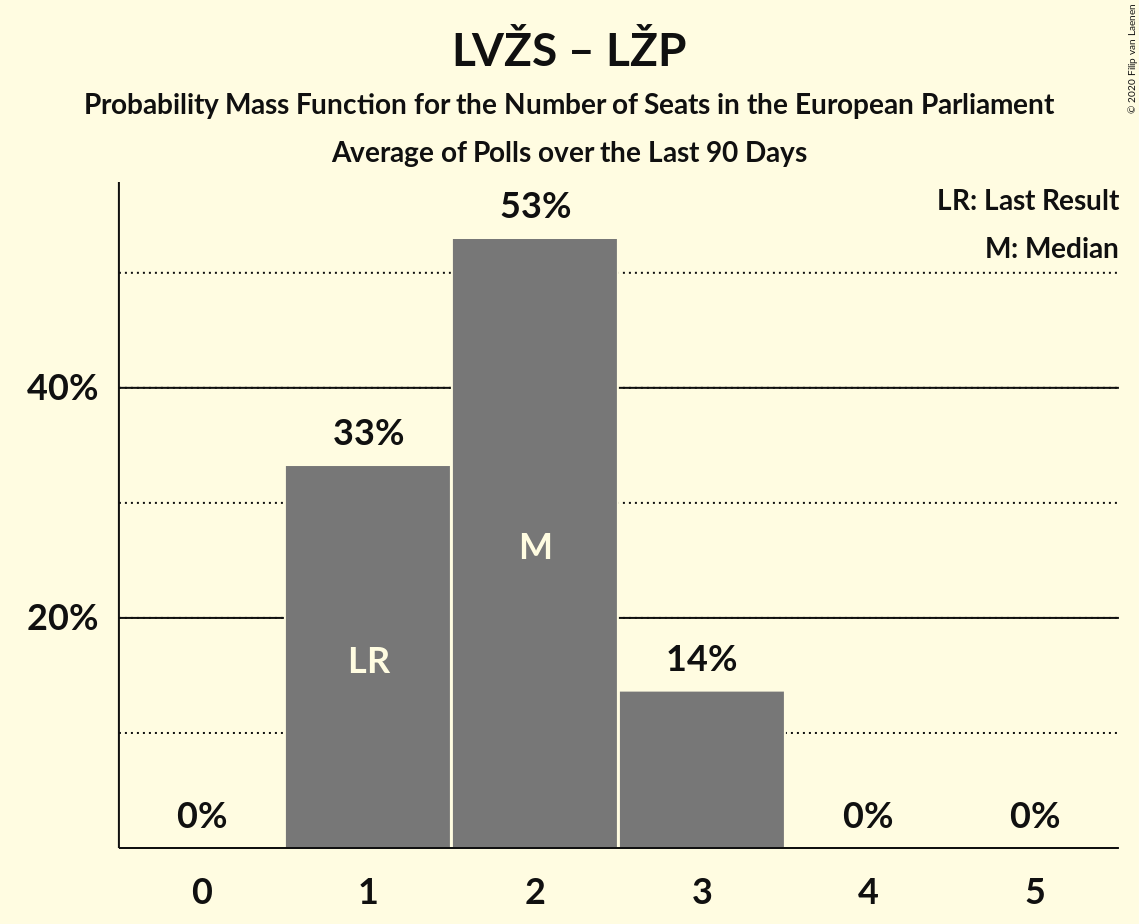 LVŽS – LŽP
Probability Mass Function for the Number of Seats in the European Parliament
Average of Polls over the Last 90 Days
© 2020 Filip van Laenen
LR: Last Result
M: Median
53%
40%
33%
M
20%
LR
14%
0%
0%
0%
0 1 2 3 4 5